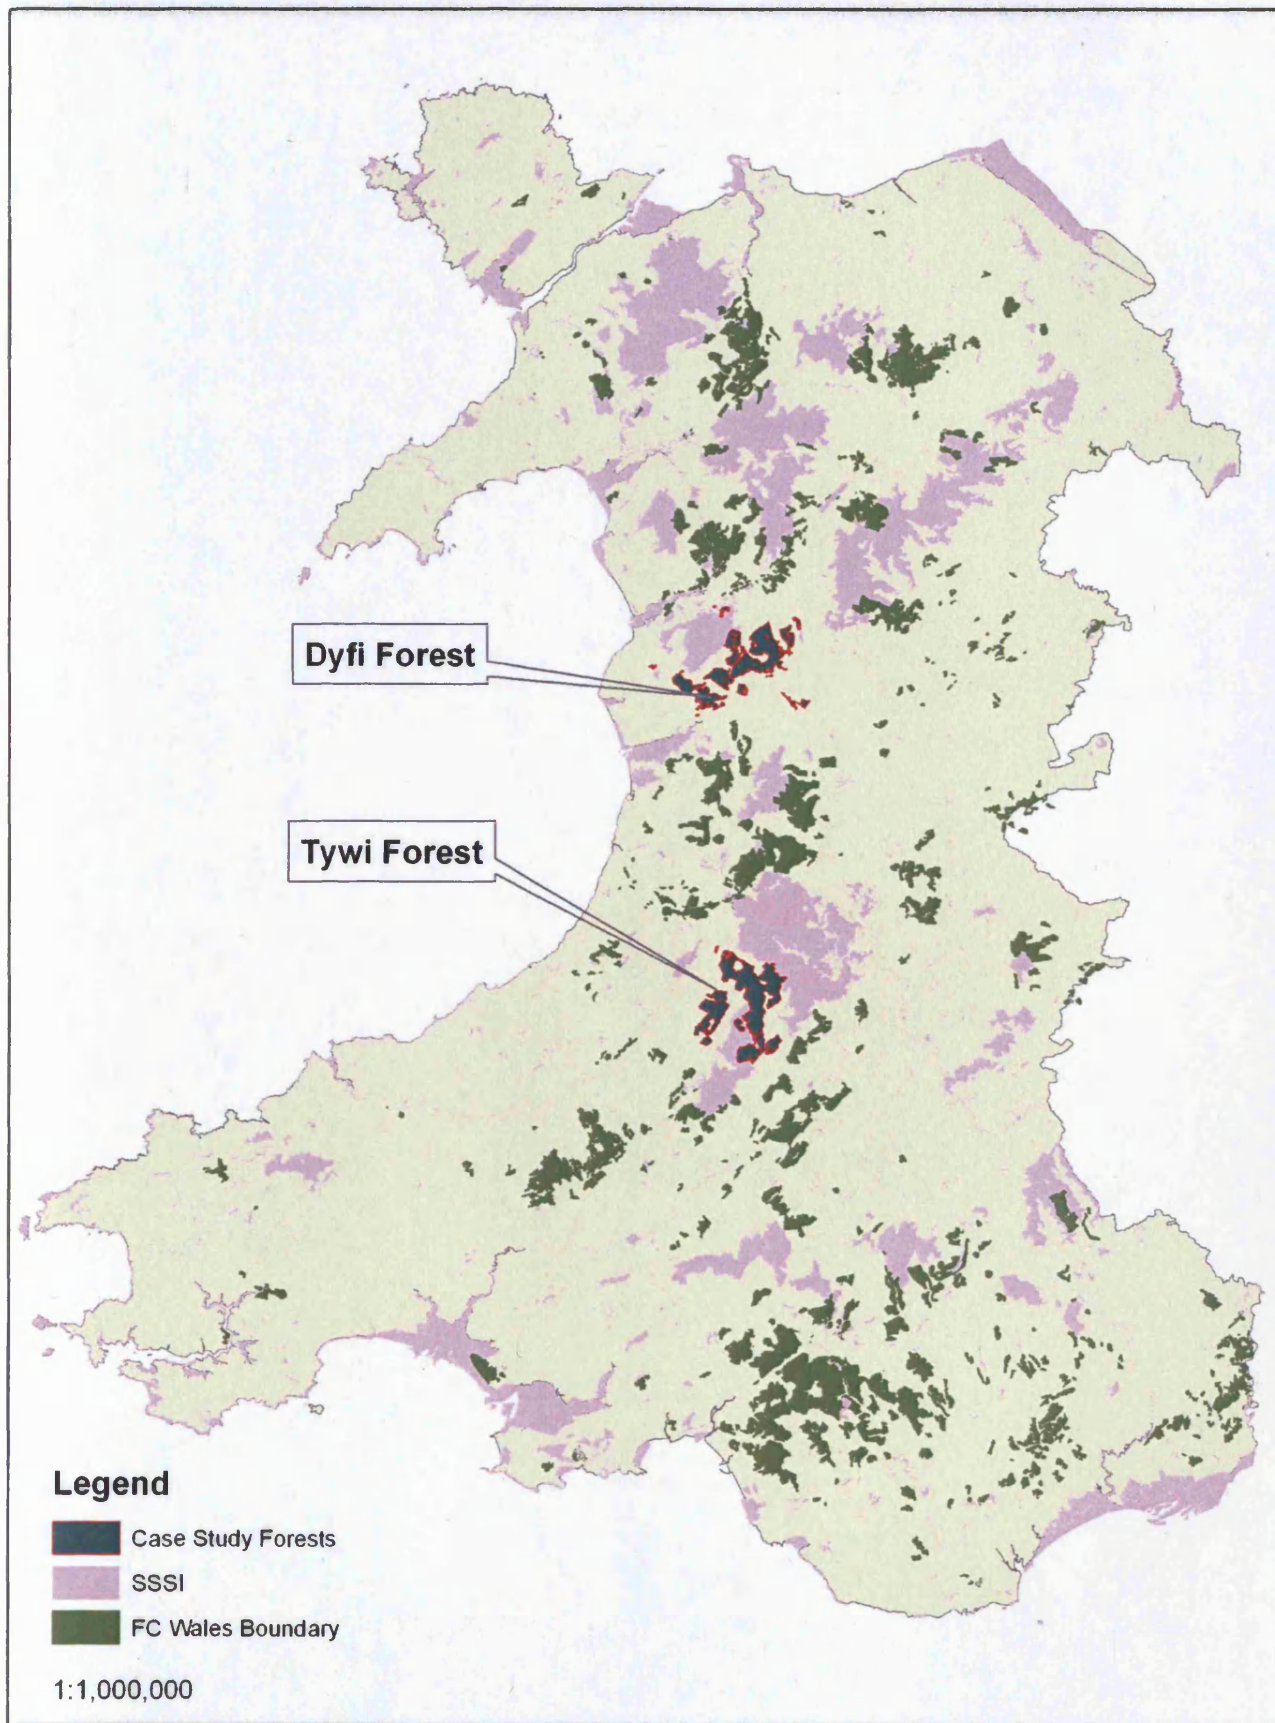 Dyfi Forest
Tywi Forest
Legend
Case Study Forests
SSSI
FC Wales Boundary
1:1,000,000